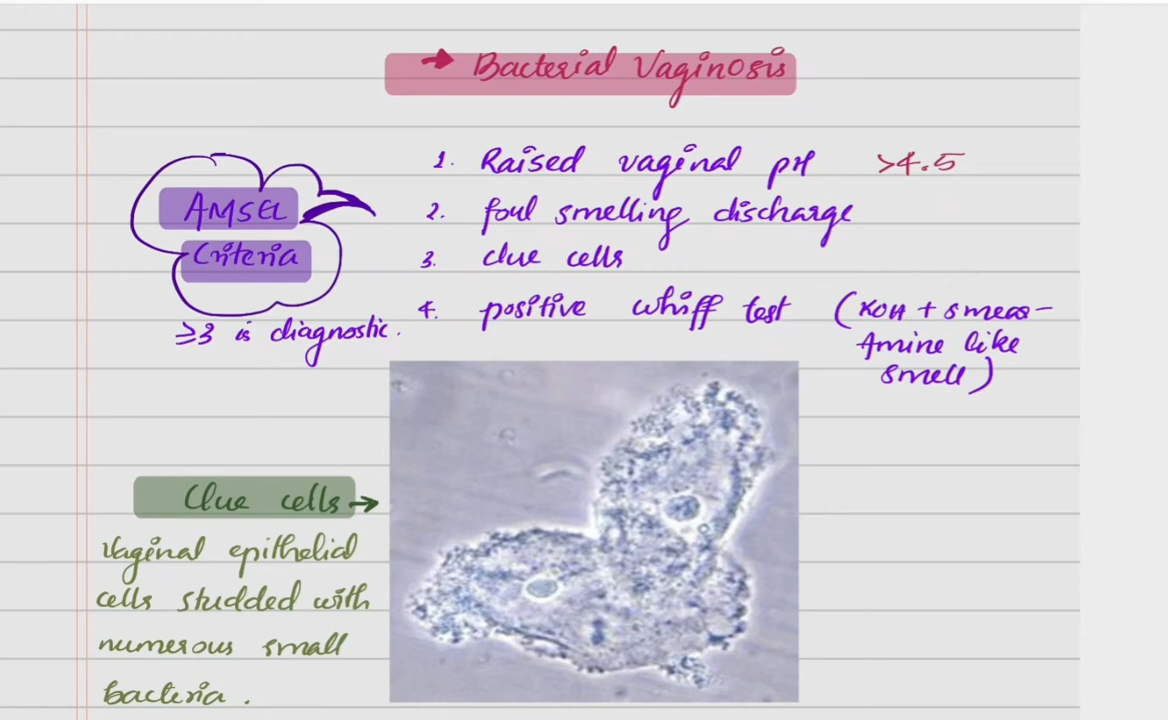 → Bacterial Vaginosis
AMSEL
Criteria
≥3 is diagnostic.
1. Raised vaginal pH >4.5
2. foul smelling discharge
3. clue cells
4. positive whiff test (KOH + smear-
Amine like
smell)
Clue cells →
Vaginal epithelial
cells studded with
numerous small
bacteria.